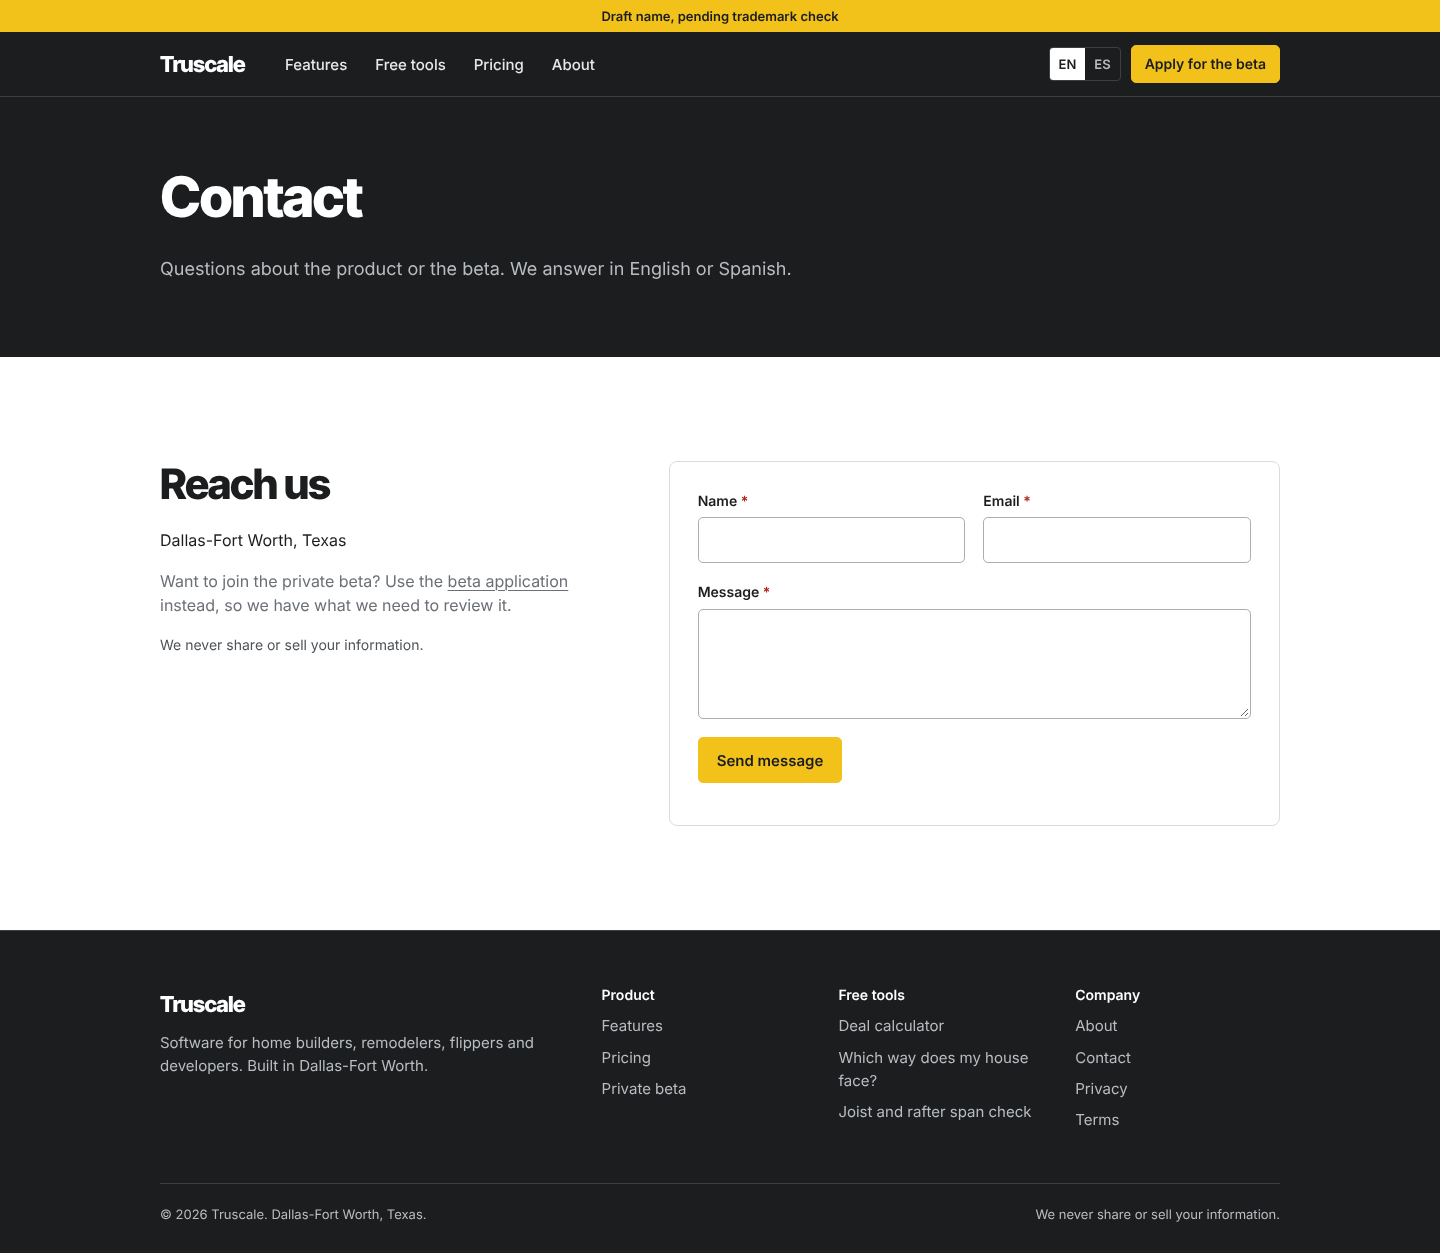 Draft name, pending trademark check
Truscale
Features
Free tools
Pricing
About
EN
ES
Apply for the beta
Contact
Questions about the product or the beta. We answer in English or Spanish.
Reach us
Dallas-Fort Worth, Texas
Want to join the private beta? Use the beta application
instead, so we have what we need to review it.
We never share or sell your information.
Name *
Email *
Message *
Send message
Truscale
Software for home builders, remodelers, flippers and
developers. Built in Dallas-Fort Worth.
Product
Features
Pricing
Private beta
Free tools
Deal calculator
Which way does my house
face?
Joist and rafter span check
Company
About
Contact
Privacy
Terms
© 2026 Truscale. Dallas-Fort Worth, Texas.
We never share or sell your information.